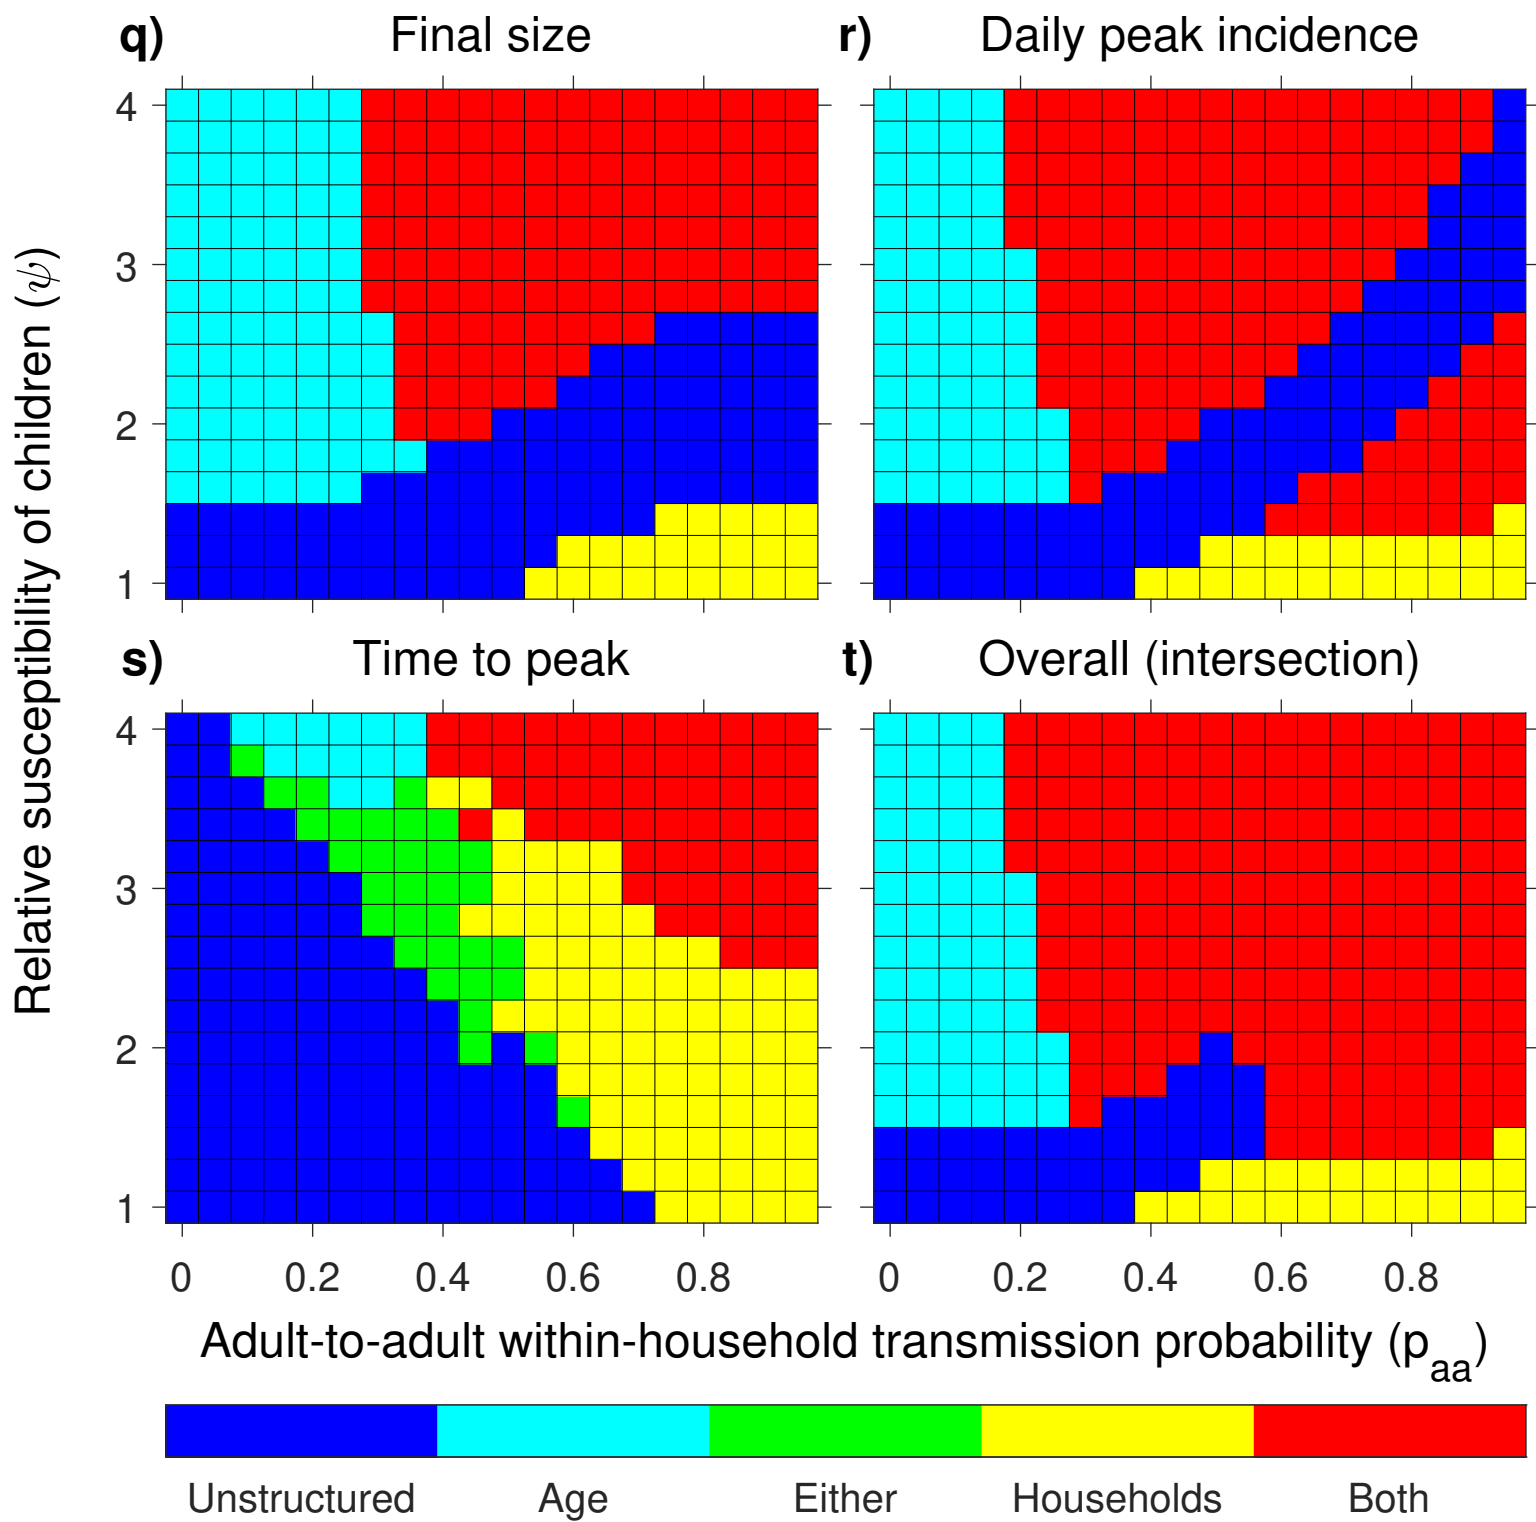 q) Final size
r) Daily peak incidence
4
3
2
1
Relative susceptibility of children (ψ)
s) Time to peak
t) Overall (intersection)
4
3
2
1
0 0.2 0.4 0.6 0.8
0 0.2 0.4 0.6 0.8
Adult-to-adult within-household transmission probability (p_aa)
Unstructured Age Either Households Both